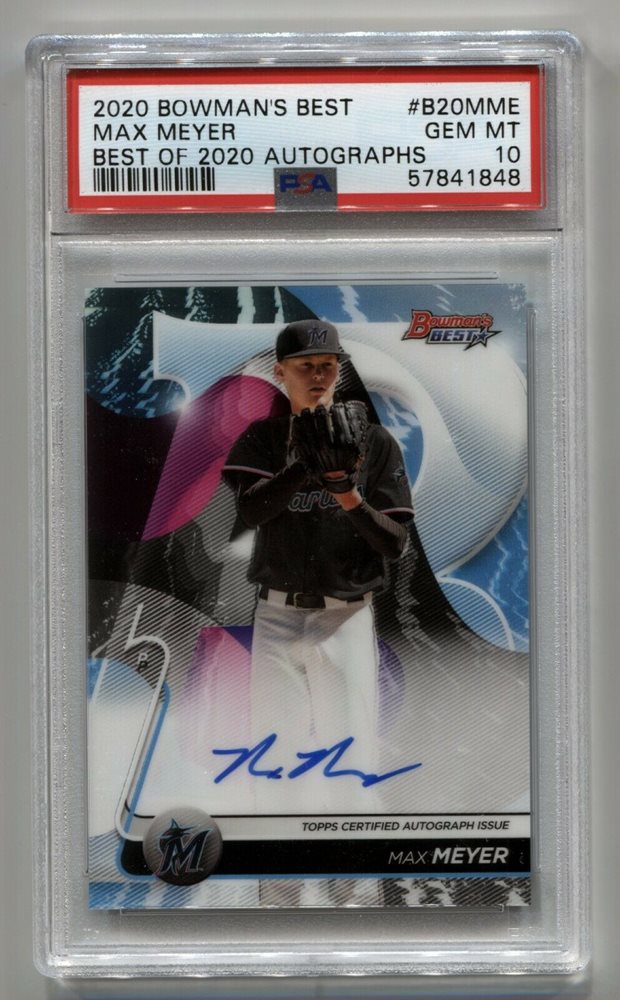 2020 BOWMAN'S BEST #B20MME
MAX MEYER GEM MT
BEST OF 2020 AUTOGRAPHS 10
PSA 57841848
Bowman's
BEST
M
arlin
P
TOPPS CERTIFIED AUTOGRAPH ISSUE
M MAX MEYER